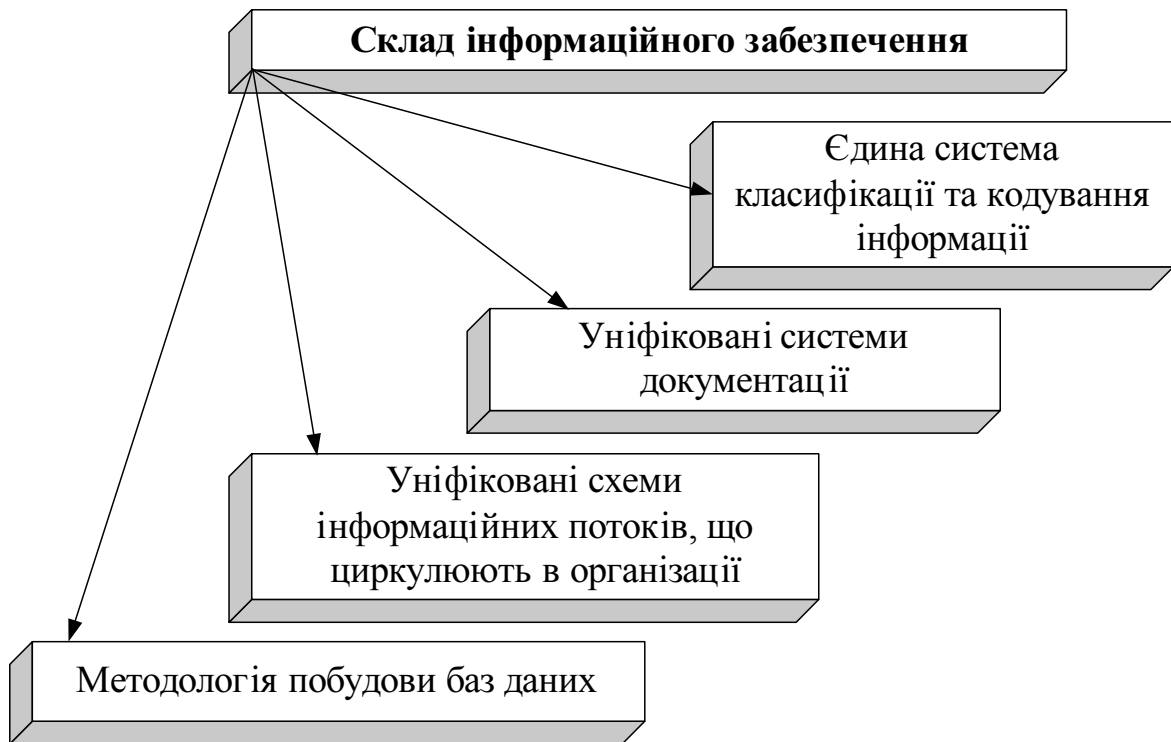 Склад інформаційного забезпечення
Єдина система
класифікації та кодування
інформації
Уніфіковані системи
документації
Уніфіковані схеми
інформаційних потоків, що
циркулюють в організації
Методологія побудови баз даних